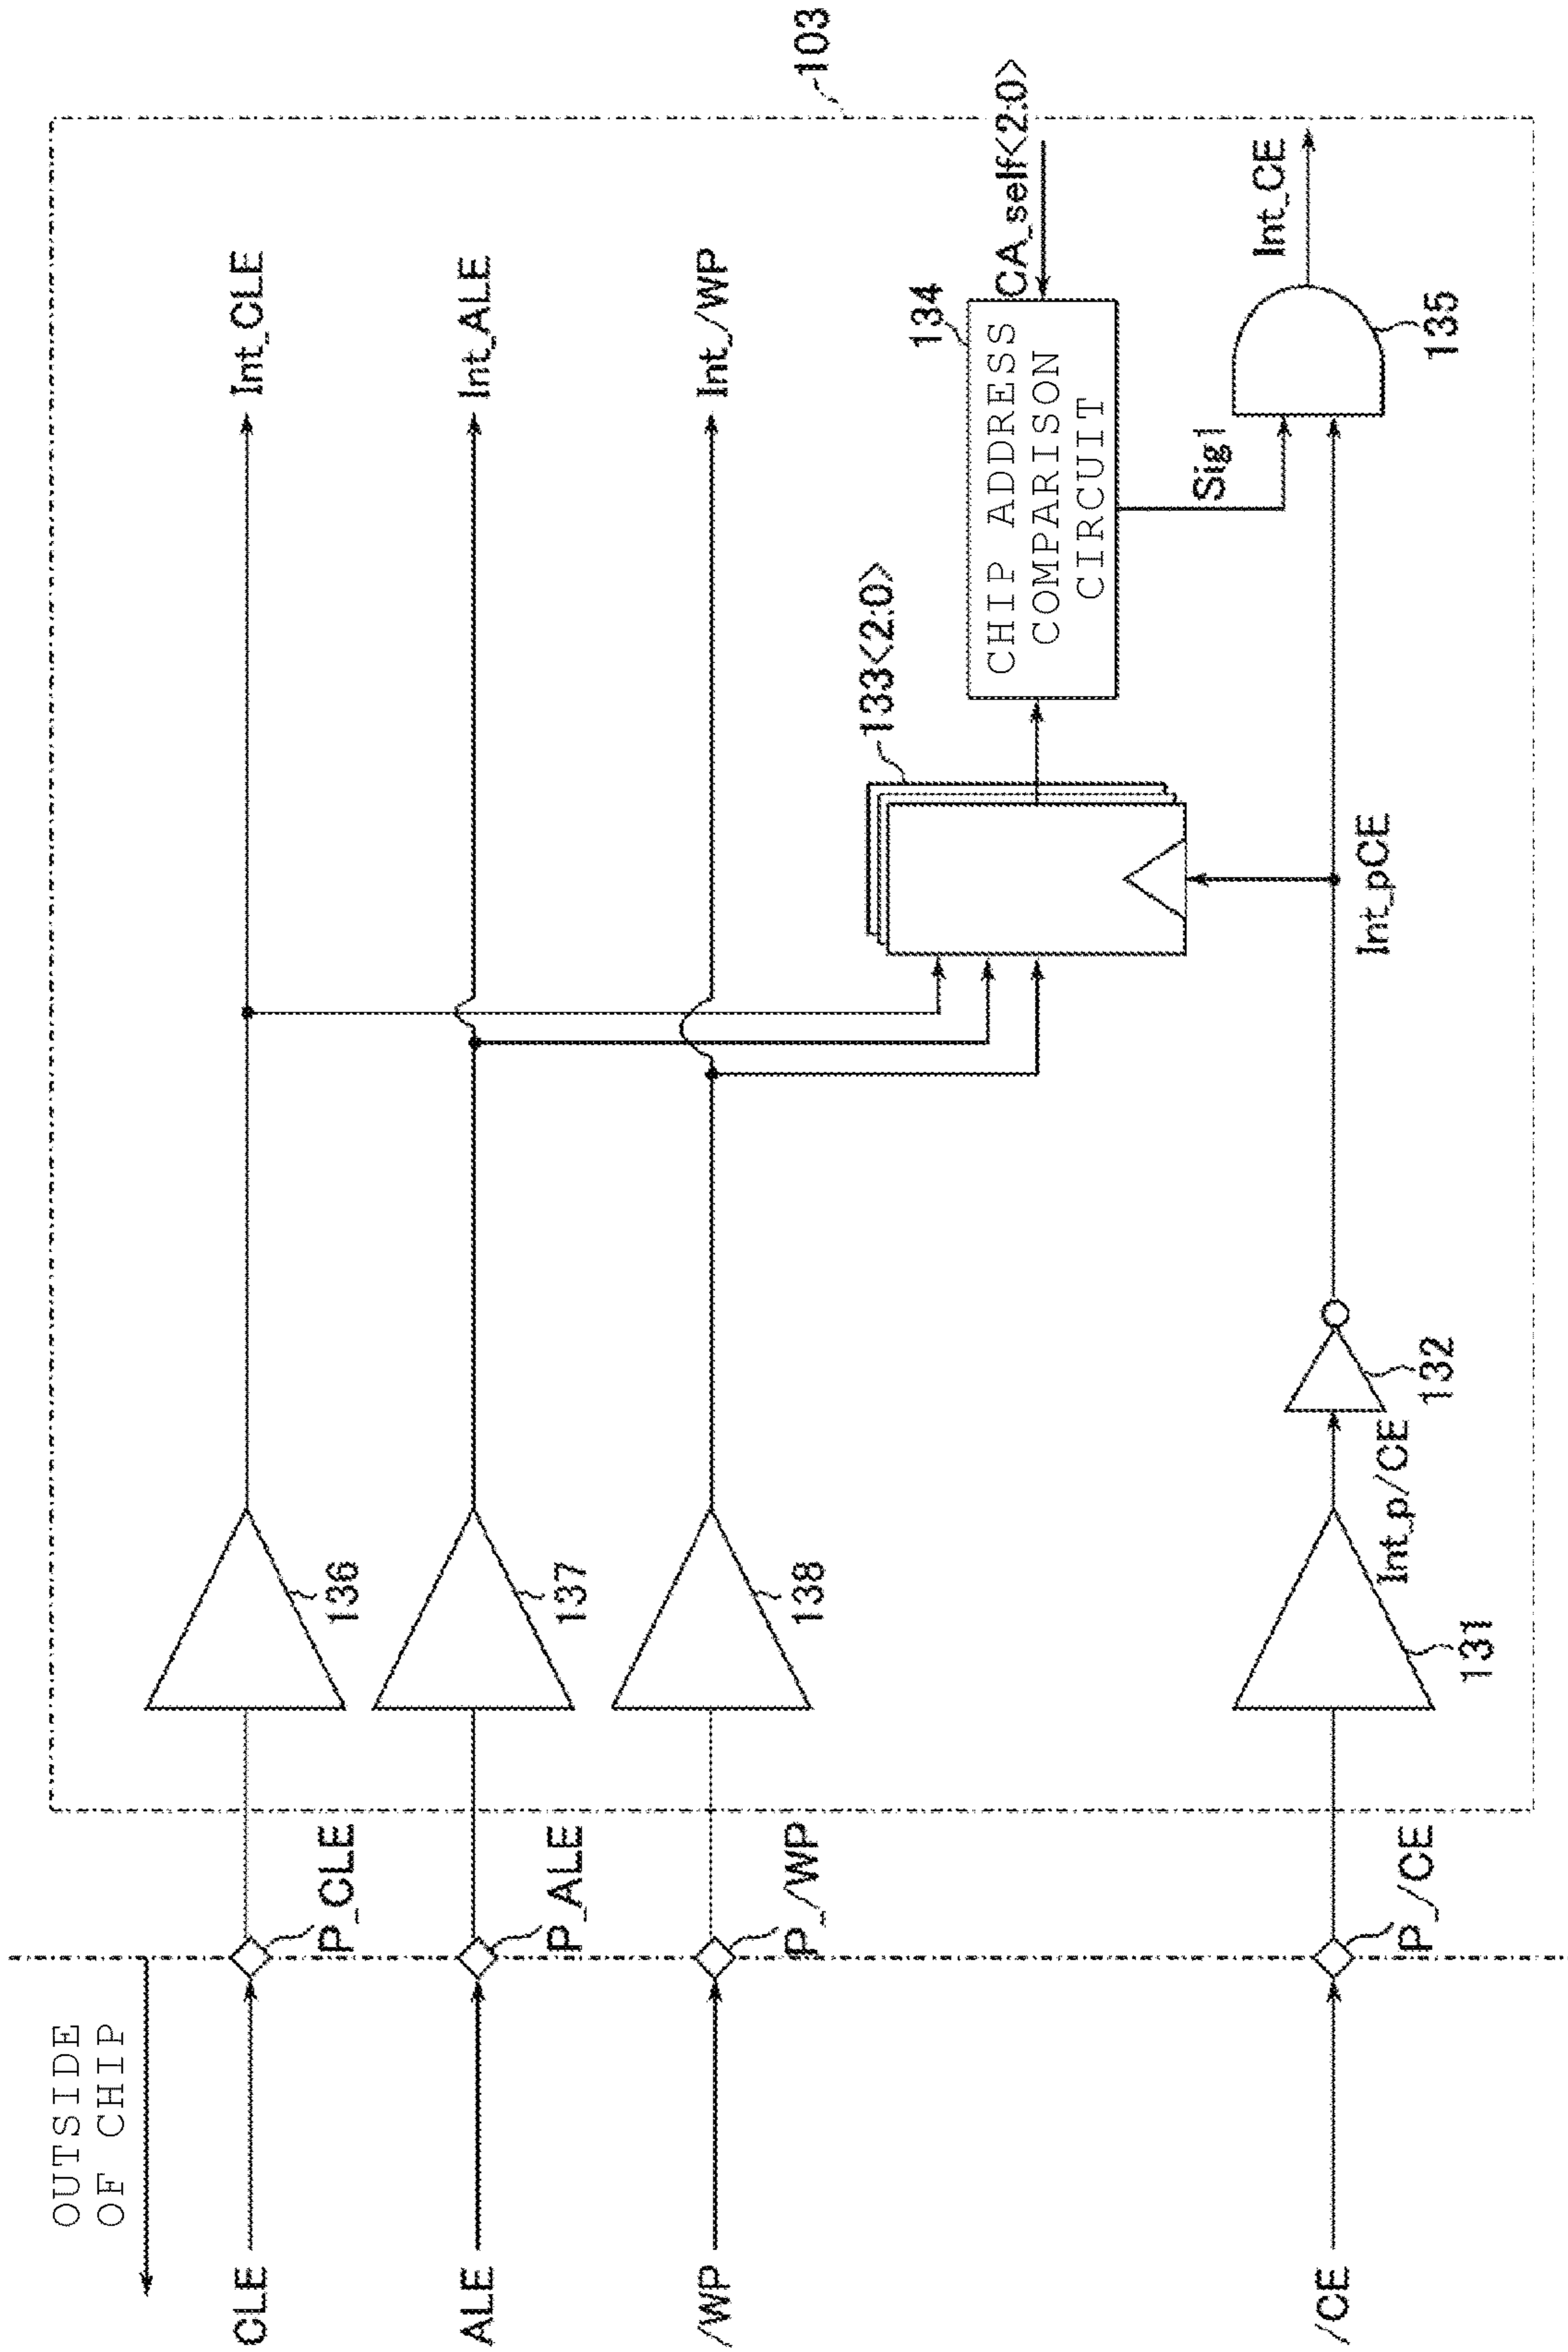 OUTSIDE
OF CHIP
CLE
P_CLE
136
Int_CLE
ALE
P_ALE
137
Int_ALE
/WP
P_/WP
138
Int_/WP
133<2:0>
134
CHIP ADDRESS
COMPARISON
CIRCUIT
CA_self<2:0>
103
Sig1
/CE
P_/CE
131
Int_p/CE
132
Int_pCE
135
Int_CE